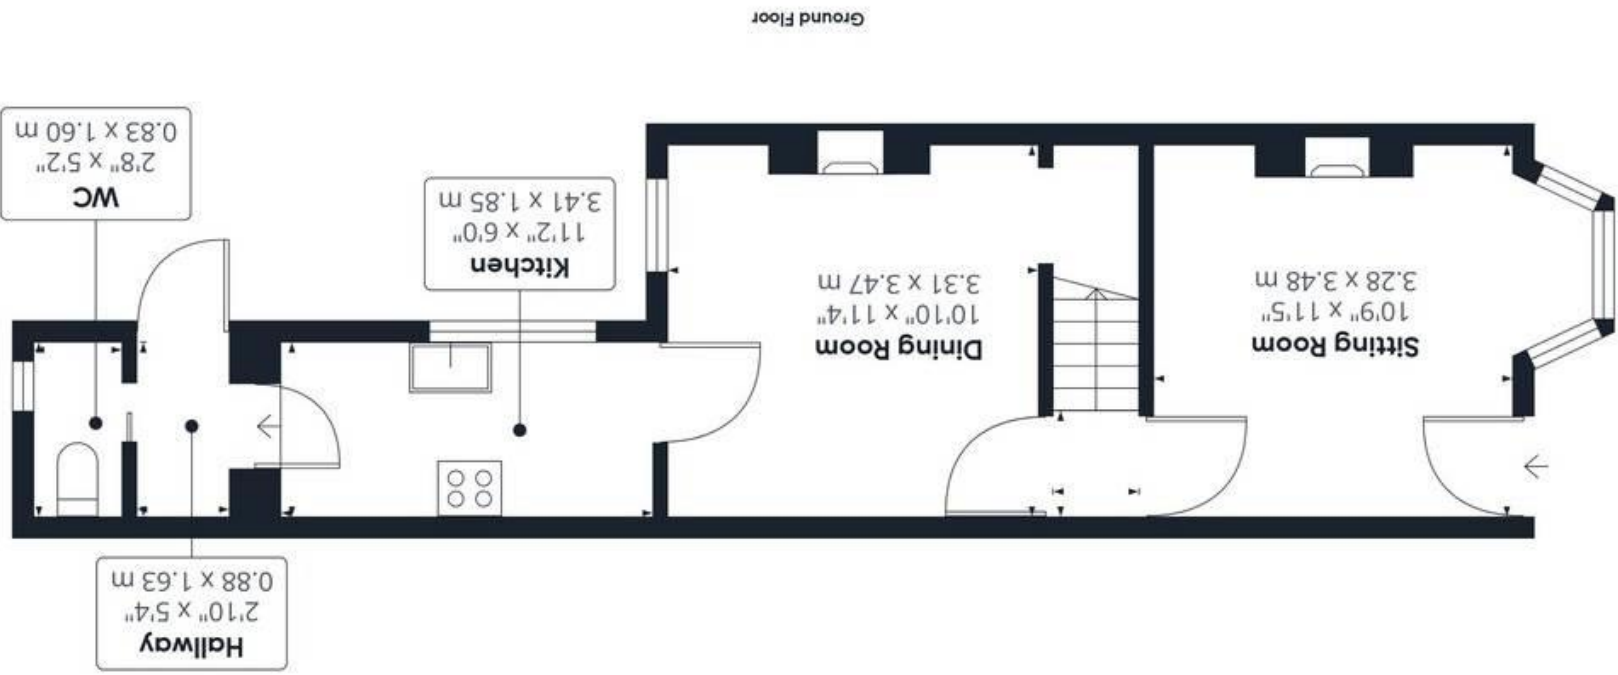 Hallway
2'10" x 5'4"
0.88 x 1.63 m
Sitting Room
10'9" x 11'5"
3.28 x 3.48 m
Dining Room
10'10" x 11'4"
3.31 x 3.47 m
Kitchen
11'2" x 6'0"
3.41 x 1.85 m
WC
2'8" x 5'2"
0.83 x 1.60 m
Ground Floor